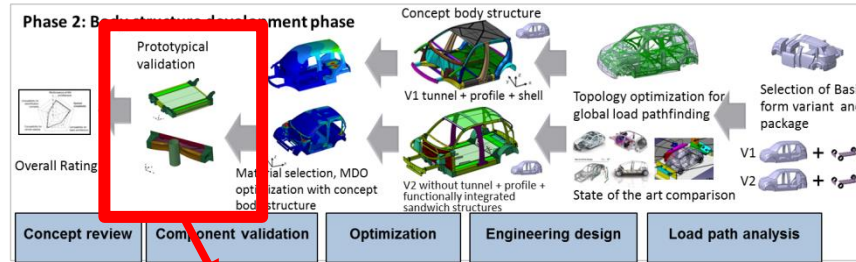 Phase 2: Body structure development phase
Concept body structure
Prototypical
validation
V1 tunnel + profile + shell
Topology optimization for
global load pathfinding
Selection of Basi
form variant and
package
Overall Rating
Material selection, MDO
optimization with concept
body structure
V2 without tunnel + profile +
functionally integrated
sandwich structures
State of the art comparison
V1 +
V2 +
Concept review
Component validation
Optimization
Engineering design
Load path analysis